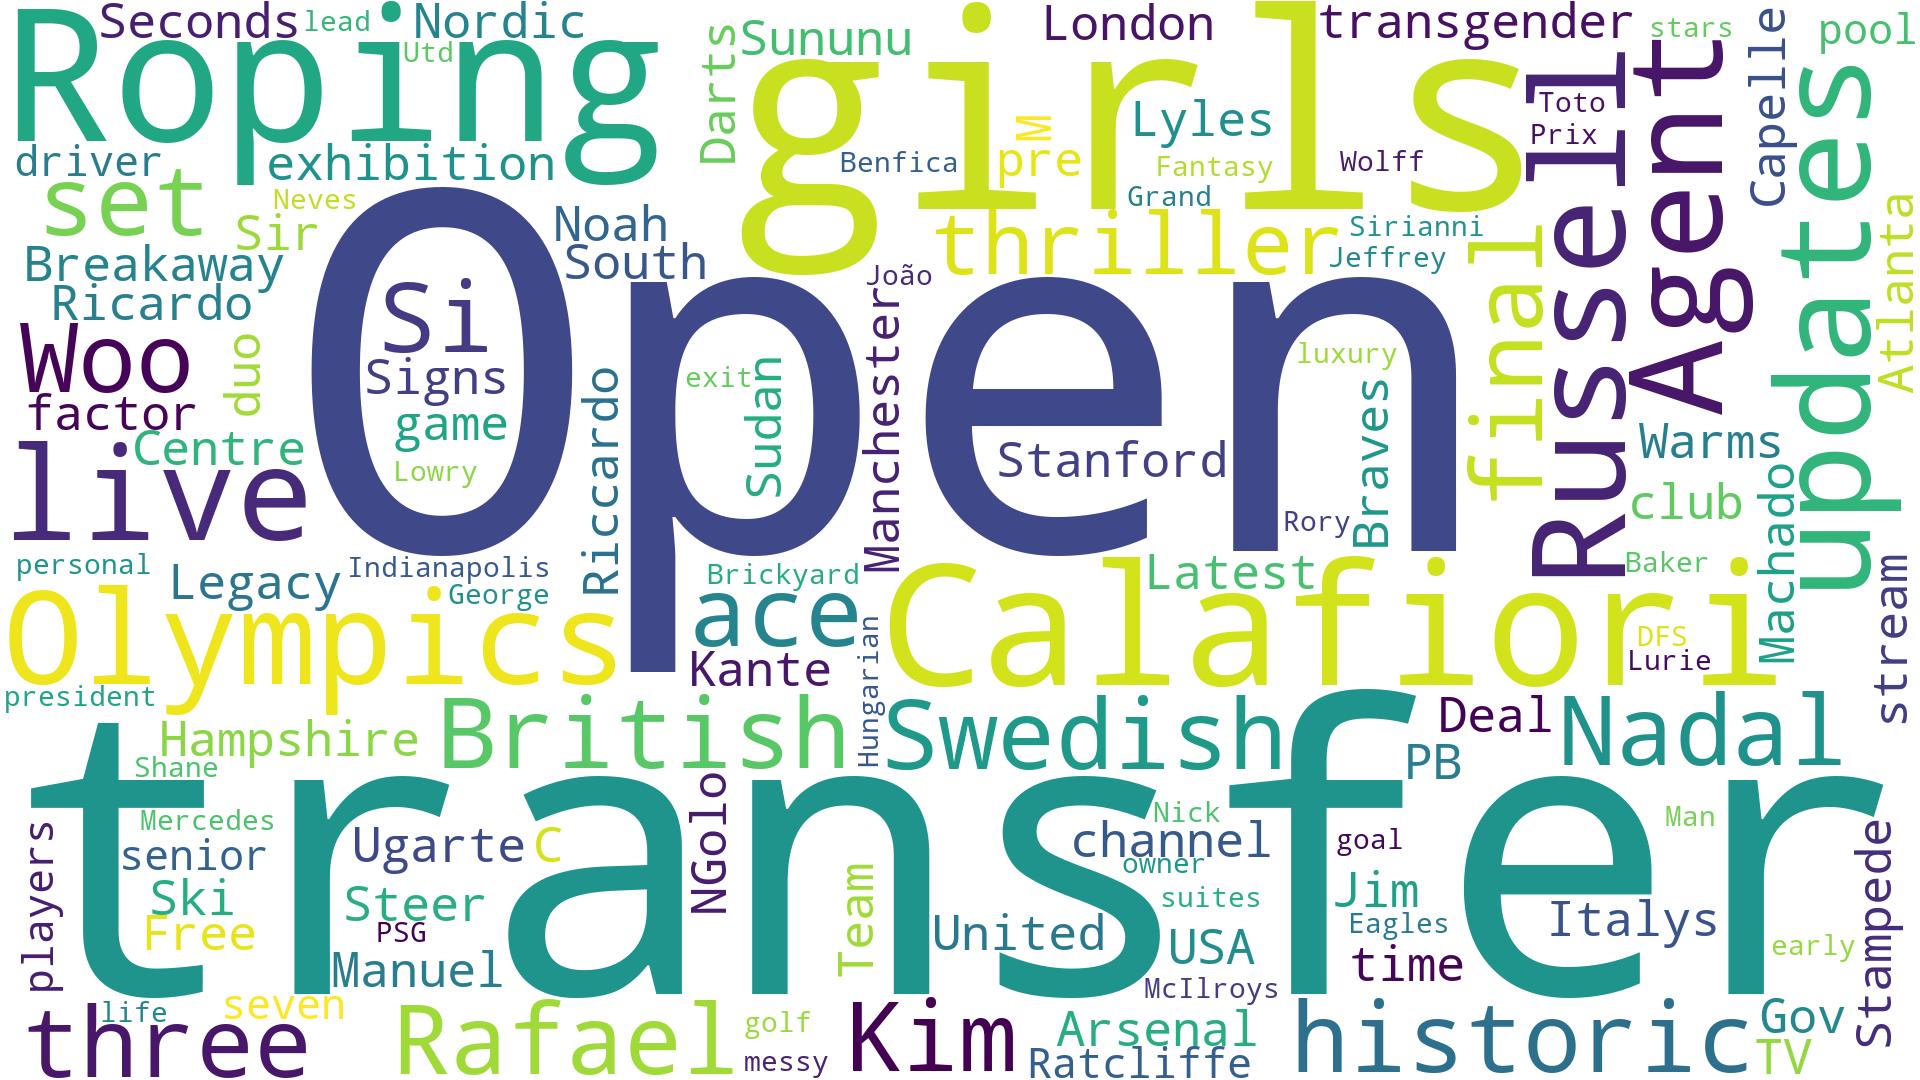 Seconds
lead
Nordic
Utd
Roping
driver
exhibition
set
Neves
Sir
Breakaway
Ricardo
Woo
factor
duo
Centre
live
Darts
Sununu
London
transgender
stars
Capelle
pool
girls
Lyles
M
pre
Benfica
Fantasy
Grand
Wolff
Toto
Prix
Russell
Agent
updates
Atlanta
Noah
South
João
thriller
Sirianni
Jeffrey
final
Open
Si
Signs
game
Lowry
Riccardo
exit
Sudan
Manchester
Stanford
luxury
Rory
Braves
Warms
club
Machado
Baker
stream
personal
Legacy
Indianapolis
George
Olympics
president
Brickyard
ace
Kante
Hungarian
Latest
Calafiori
DFS
Lurie
Hampshire
British
Swedish
Deal
PB
Nadal
Shane
transfer
Mercedes
senior
Ski
Free
players
Ugarte
C
Steer
PSG
Manuel
NGolo
Team
United
Nick
channel
owner
suites
USA
McIlroys
goal
Jim
Eagles
time
Man
Italys
early
Stampede
life
seven
three
Rafael
golf
messy
Kim
Arsenal
Ratcliffe
historic
Gov
TV